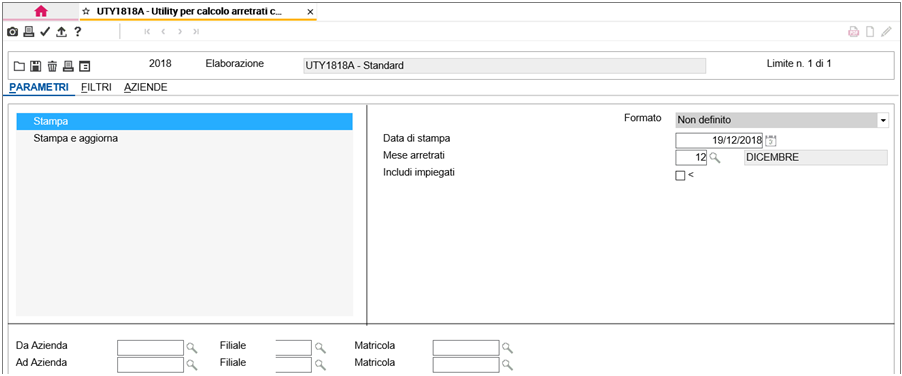 UTY1818A - Utility per calcolo arretrati c... ×
?
2018 Elaborazione UTY1818A - Standard Limite n. 1 di 1
PARAMETRI FILTRI AZIENDE
Stampa
Stampa e aggiorna
Formato Non definito
Data di stampa 19/12/2018
Mese arretrati 12 DICEMBRE
Includi impiegati <
Da Azienda Filiale Matricola
Ad Azienda Filiale Matricola